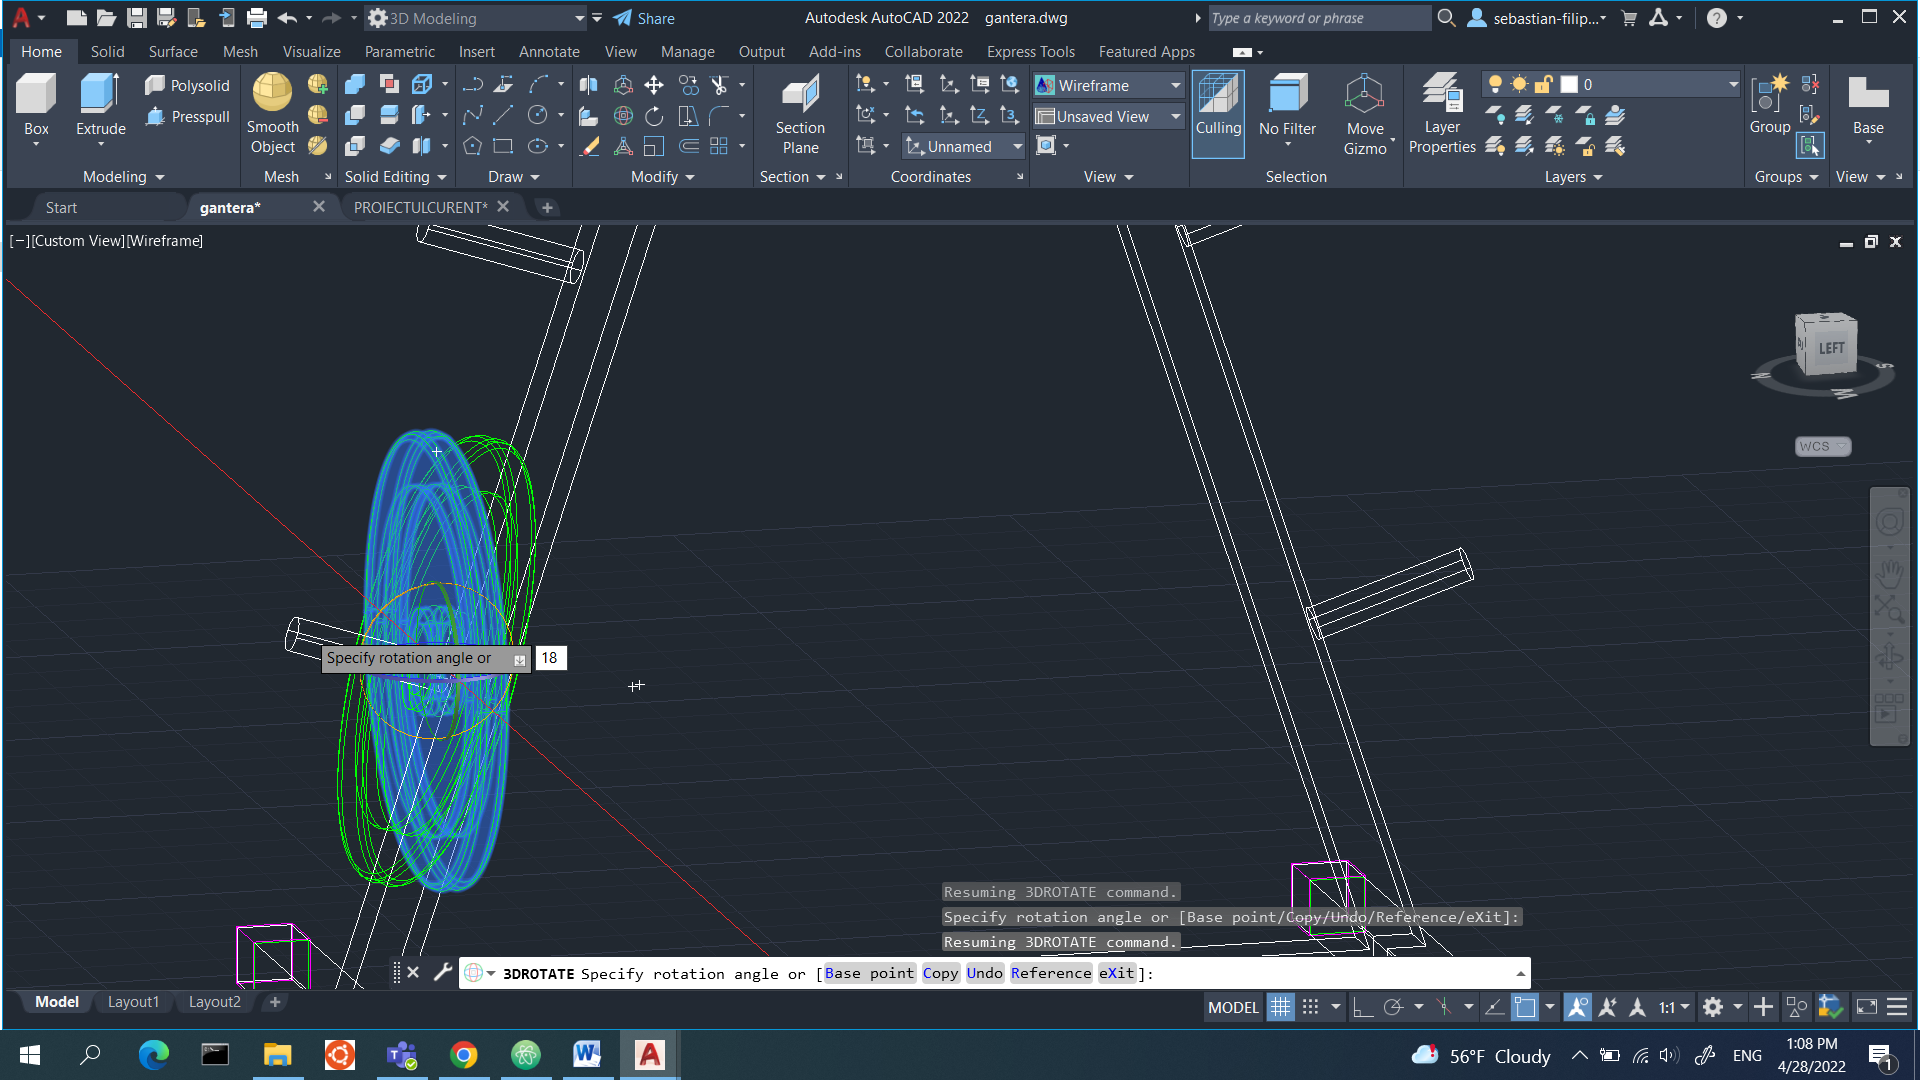 3D Modeling
Share
Autodesk AutoCAD 2022 gantera.dwg
Type a keyword or phrase
sebastian-filip...
Home Solid Surface Mesh Visualize Parametric Insert Annotate View Manage Output Add-ins Collaborate Express Tools Featured Apps
Box
Extrude
Polysolid
Presspull
Smooth
Object
Section
Plane
Wireframe
Unsaved View
Unnamed
Culling
No Filter
Move
Gizmo
Layer
Properties
0
Group
Base
Modeling Mesh Solid Editing Draw Modify Section Coordinates View Selection Layers Groups View
Start
gantera*
PROIECTULCURENT*
[−][Custom View][Wireframe]
LEFT
S
WCS
Specify rotation angle or
18
Resuming 3DROTATE command.
Specify rotation angle or [Base point/Copy/Undo/Reference/eXit]:
Resuming 3DROTATE command.
3DROTATE Specify rotation angle or [Base point Copy Undo Reference eXit]:
Model Layout1 Layout2
MODEL
1:1
56°F Cloudy
ENG
1:08 PM
4/28/2022
1